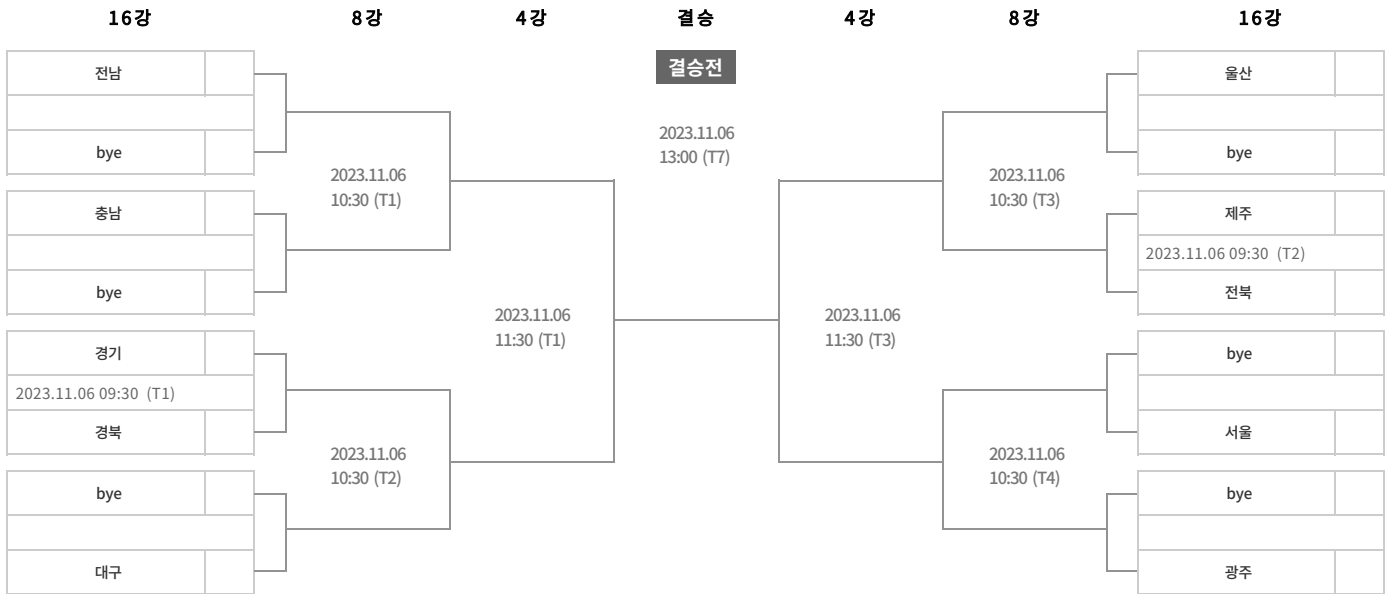 16강 8강 4강 결승 4강 8강 16강
결승전
전남
bye
충남
bye
경기
2023.11.06 09:30 (T1)
경북
bye
대구
2023.11.06
10:30 (T1)
2023.11.06
10:30 (T2)
2023.11.06
11:30 (T1)
2023.11.06
13:00 (T7)
2023.11.06
11:30 (T3)
2023.11.06
10:30 (T3)
2023.11.06
10:30 (T4)
울산
bye
제주
2023.11.06 09:30 (T2)
전북
bye
서울
bye
광주